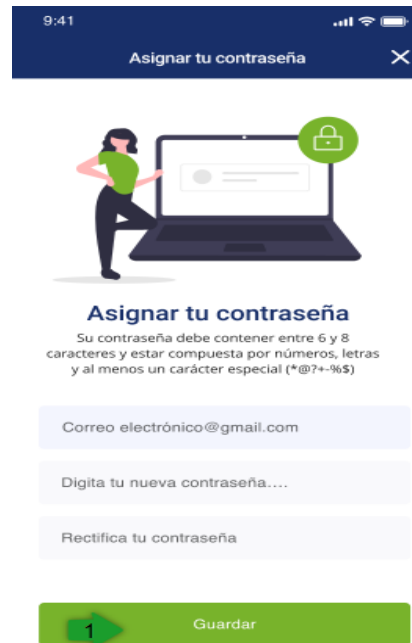 9:41
Asignar tu contraseña
Asignar tu contraseña
Su contraseña debe contener entre 6 y 8
caracteres y estar compuesta por números, letras
y al menos un carácter especial (*@?+-%$)
Correo electrónico@gmail.com
Digita tu nueva contraseña....
Rectifica tu contraseña
1
Guardar